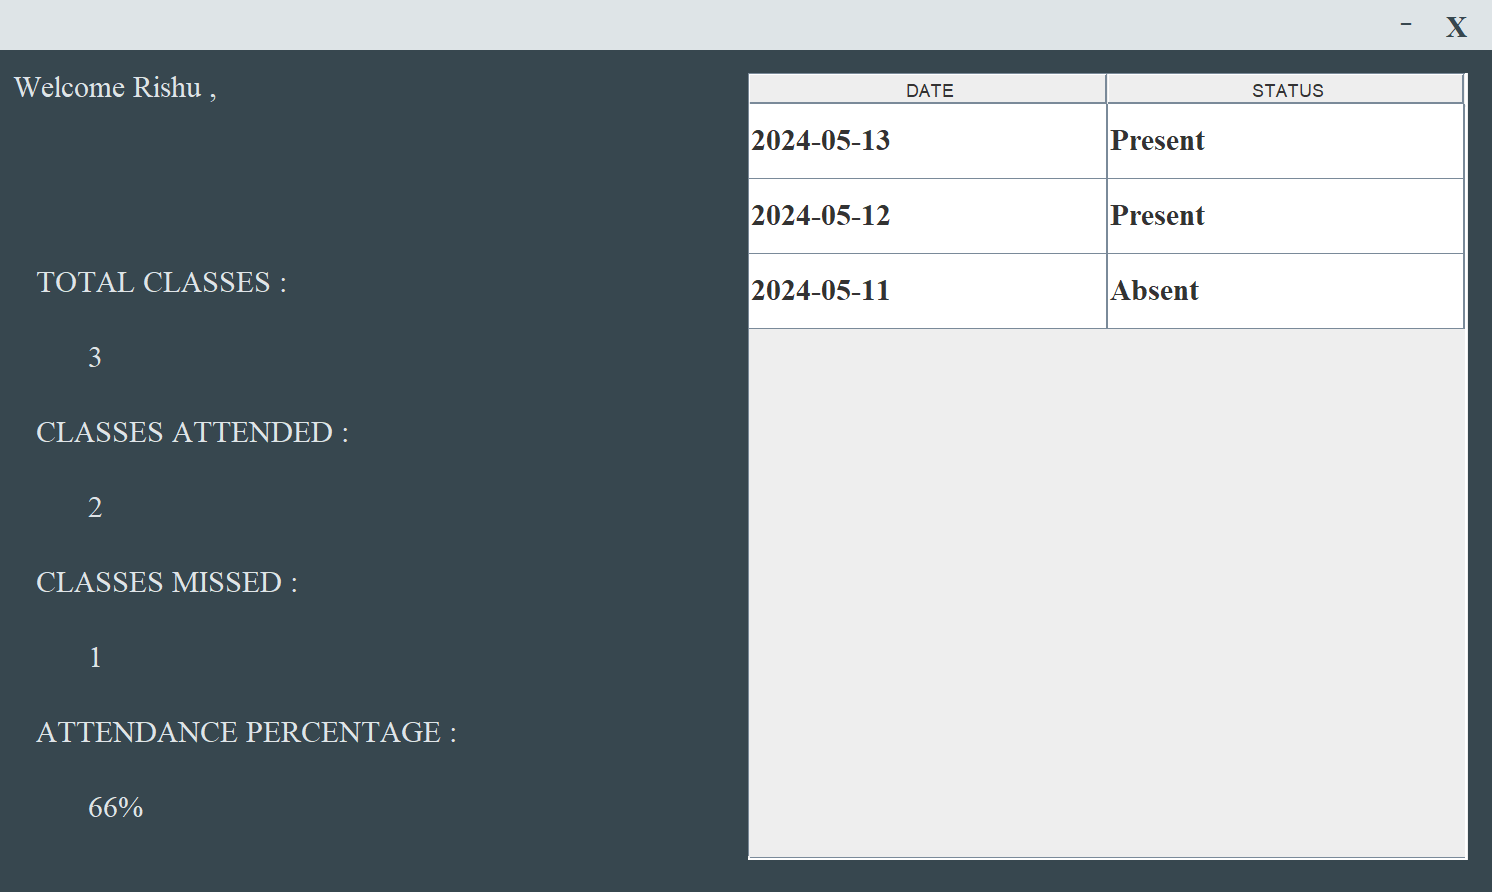 - X
Welcome Rishu ,
TOTAL CLASSES :
3
CLASSES ATTENDED :
2
CLASSES MISSED :
1
ATTENDANCE PERCENTAGE :
66%
DATE STATUS
2024-05-13 Present
2024-05-12 Present
2024-05-11 Absent